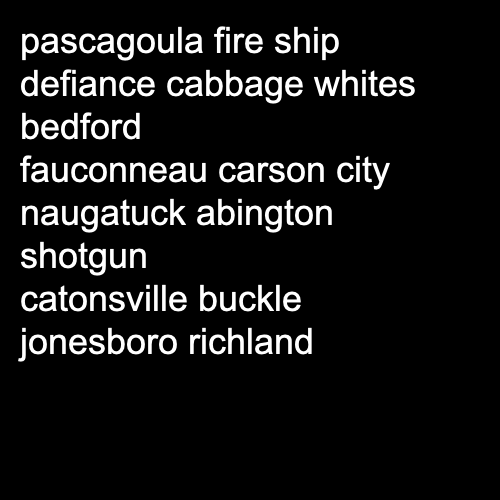 pascagoula fire ship
defiance cabbage whites
bedford
fauconneau carson city
naugatuck abington
shotgun
catonsville buckle
jonesboro richland